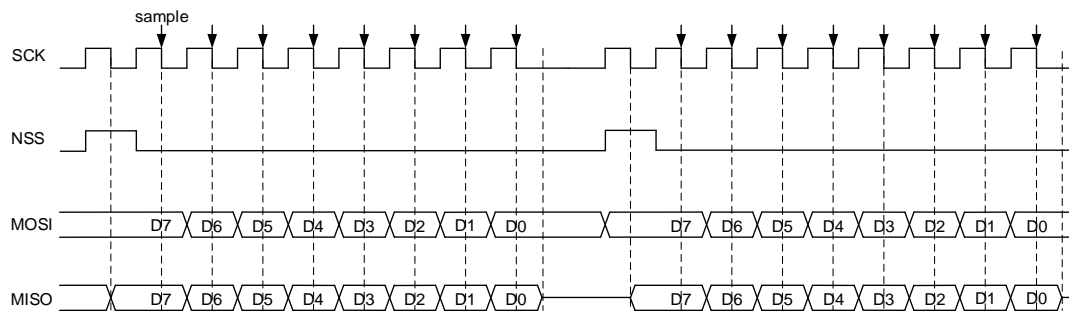 sample
SCK
NSS
MOSI D7 D6 D5 D4 D3 D2 D1 D0 D7 D6 D5 D4 D3 D2 D1 D0
MISO D7 D6 D5 D4 D3 D2 D1 D0 D7 D6 D5 D4 D3 D2 D1 D0